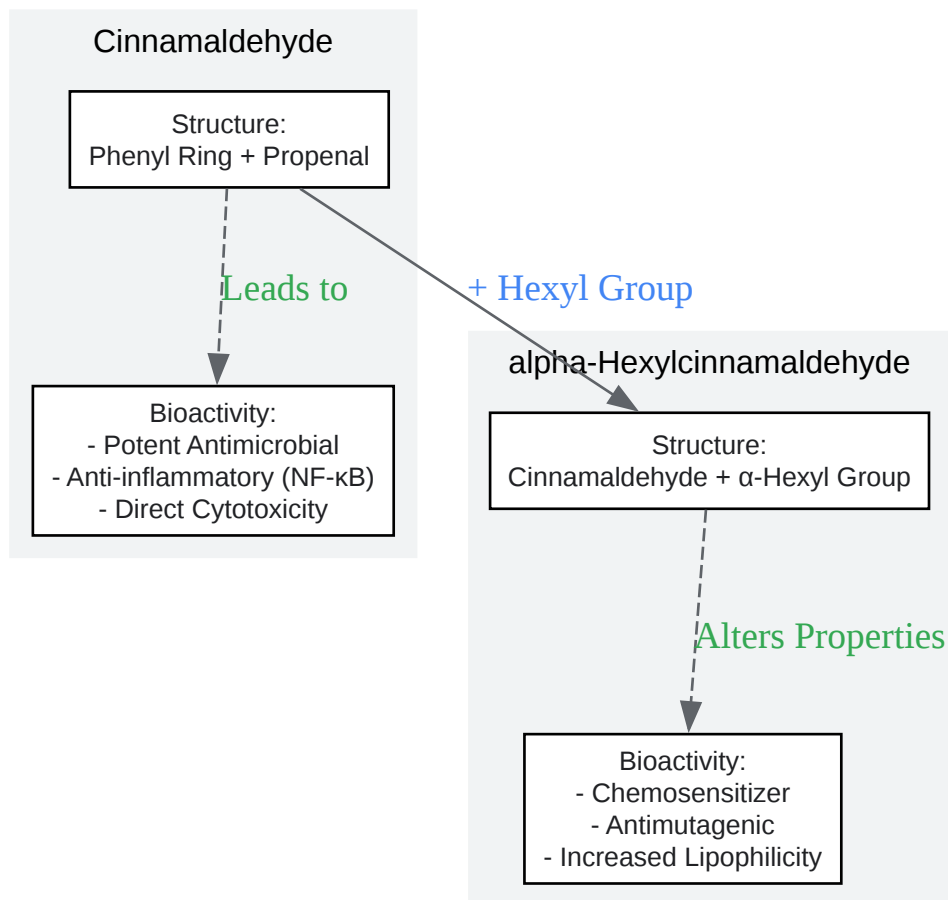 Cinnamaldehyde
Structure:
Phenyl Ring + Propenal
Leads to
+ Hexyl Group
Bioactivity:
- Potent Antimicrobial
- Anti-inflammatory (NF-κB)
- Direct Cytotoxicity
alpha-Hexylcinnamaldehyde
Structure:
Cinnamaldehyde + α-Hexyl Group
Alters Properties
Bioactivity:
- Chemosensitizer
- Antimutagenic
- Increased Lipophilicity